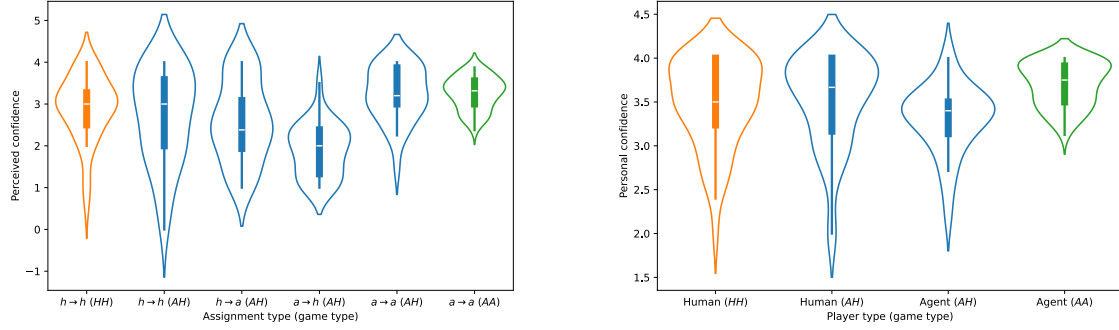 5
4
3
2
1
0
−1
Perceived confidence
h → h (HH)
h → h (AH)
h → a (AH)
a → h (AH)
a → a (AH)
a → a (AA)
Assignment type (game type)
4.5
4.0
3.5
3.0
2.5
2.0
1.5
Personal confidence
Human (HH)
Human (AH)
Agent (AH)
Agent (AA)
Player type (game type)